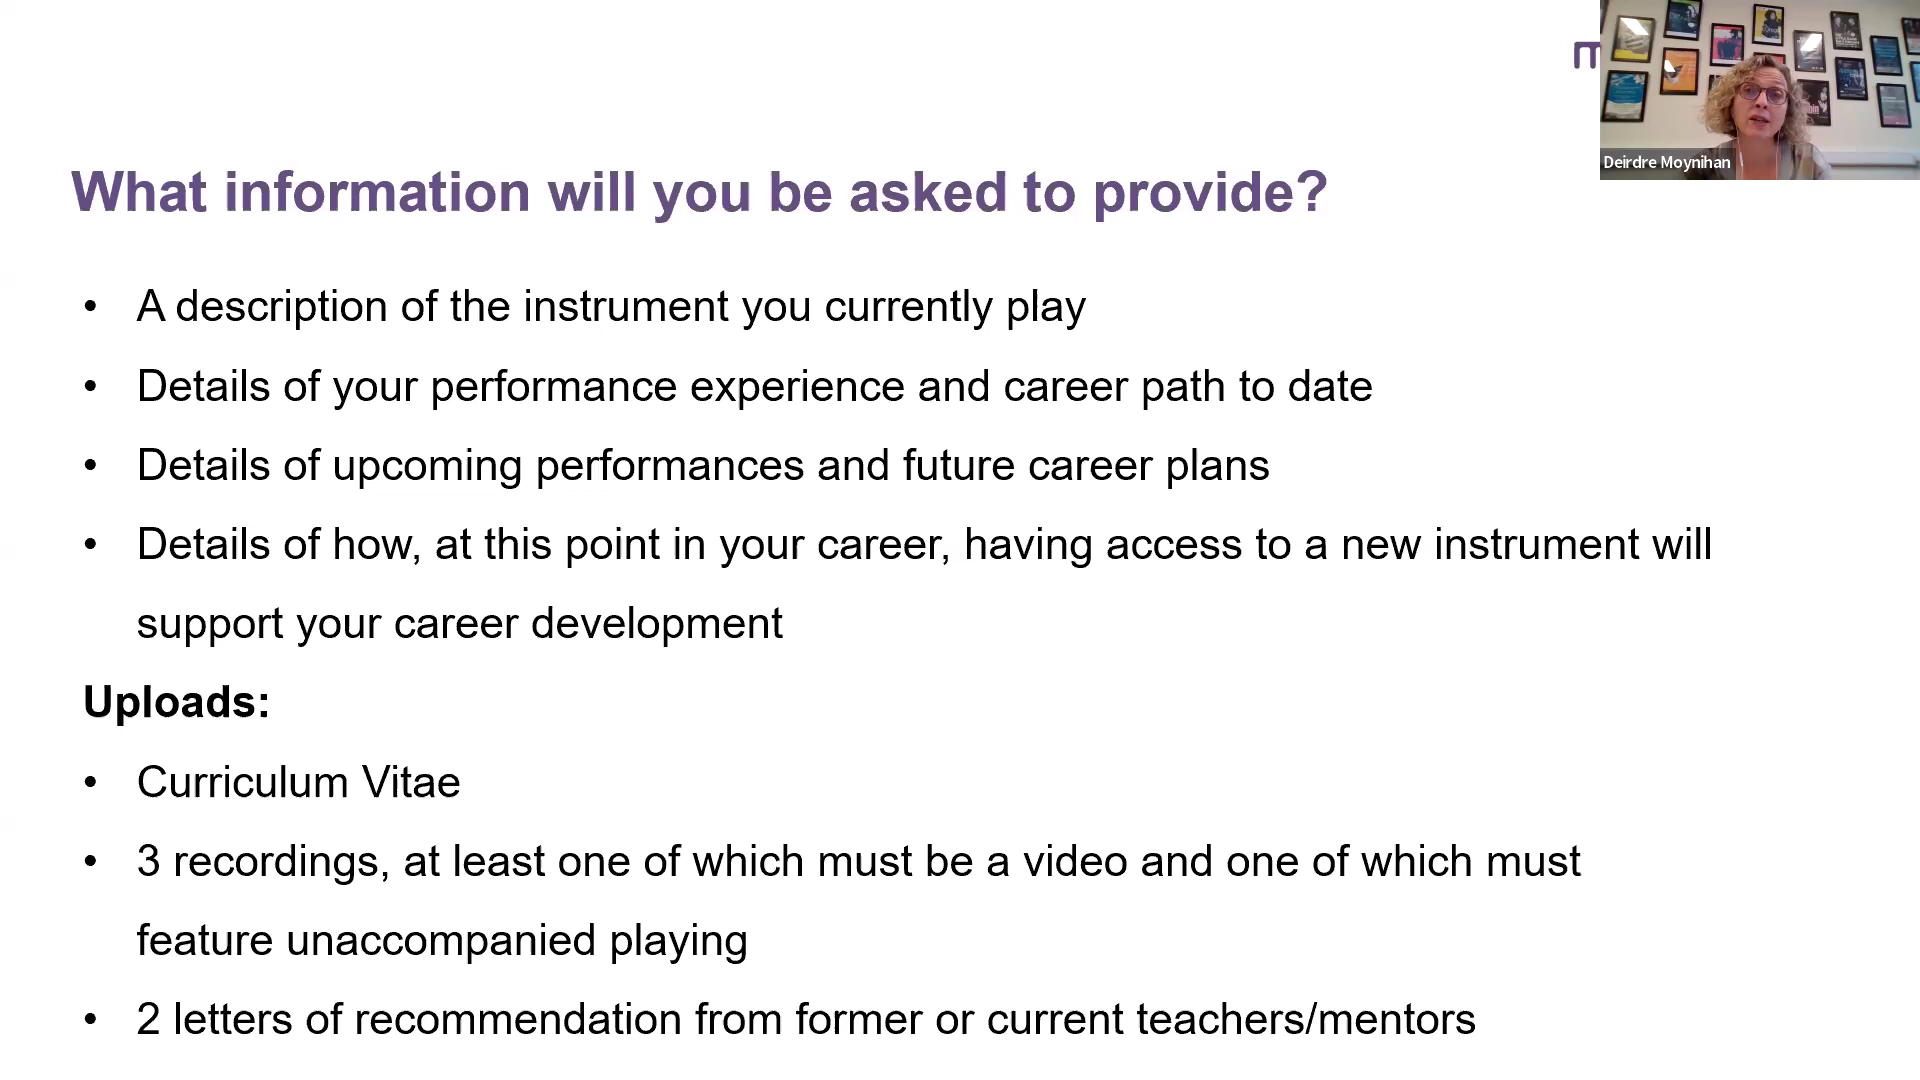 Deirdre Moynihan
What information will you be asked to provide?
• A description of the instrument you currently play
• Details of your performance experience and career path to date
• Details of upcoming performances and future career plans
• Details of how, at this point in your career, having access to a new instrument will
support your career development
Uploads:
• Curriculum Vitae
• 3 recordings, at least one of which must be a video and one of which must
feature unaccompanied playing
• 2 letters of recommendation from former or current teachers/mentors